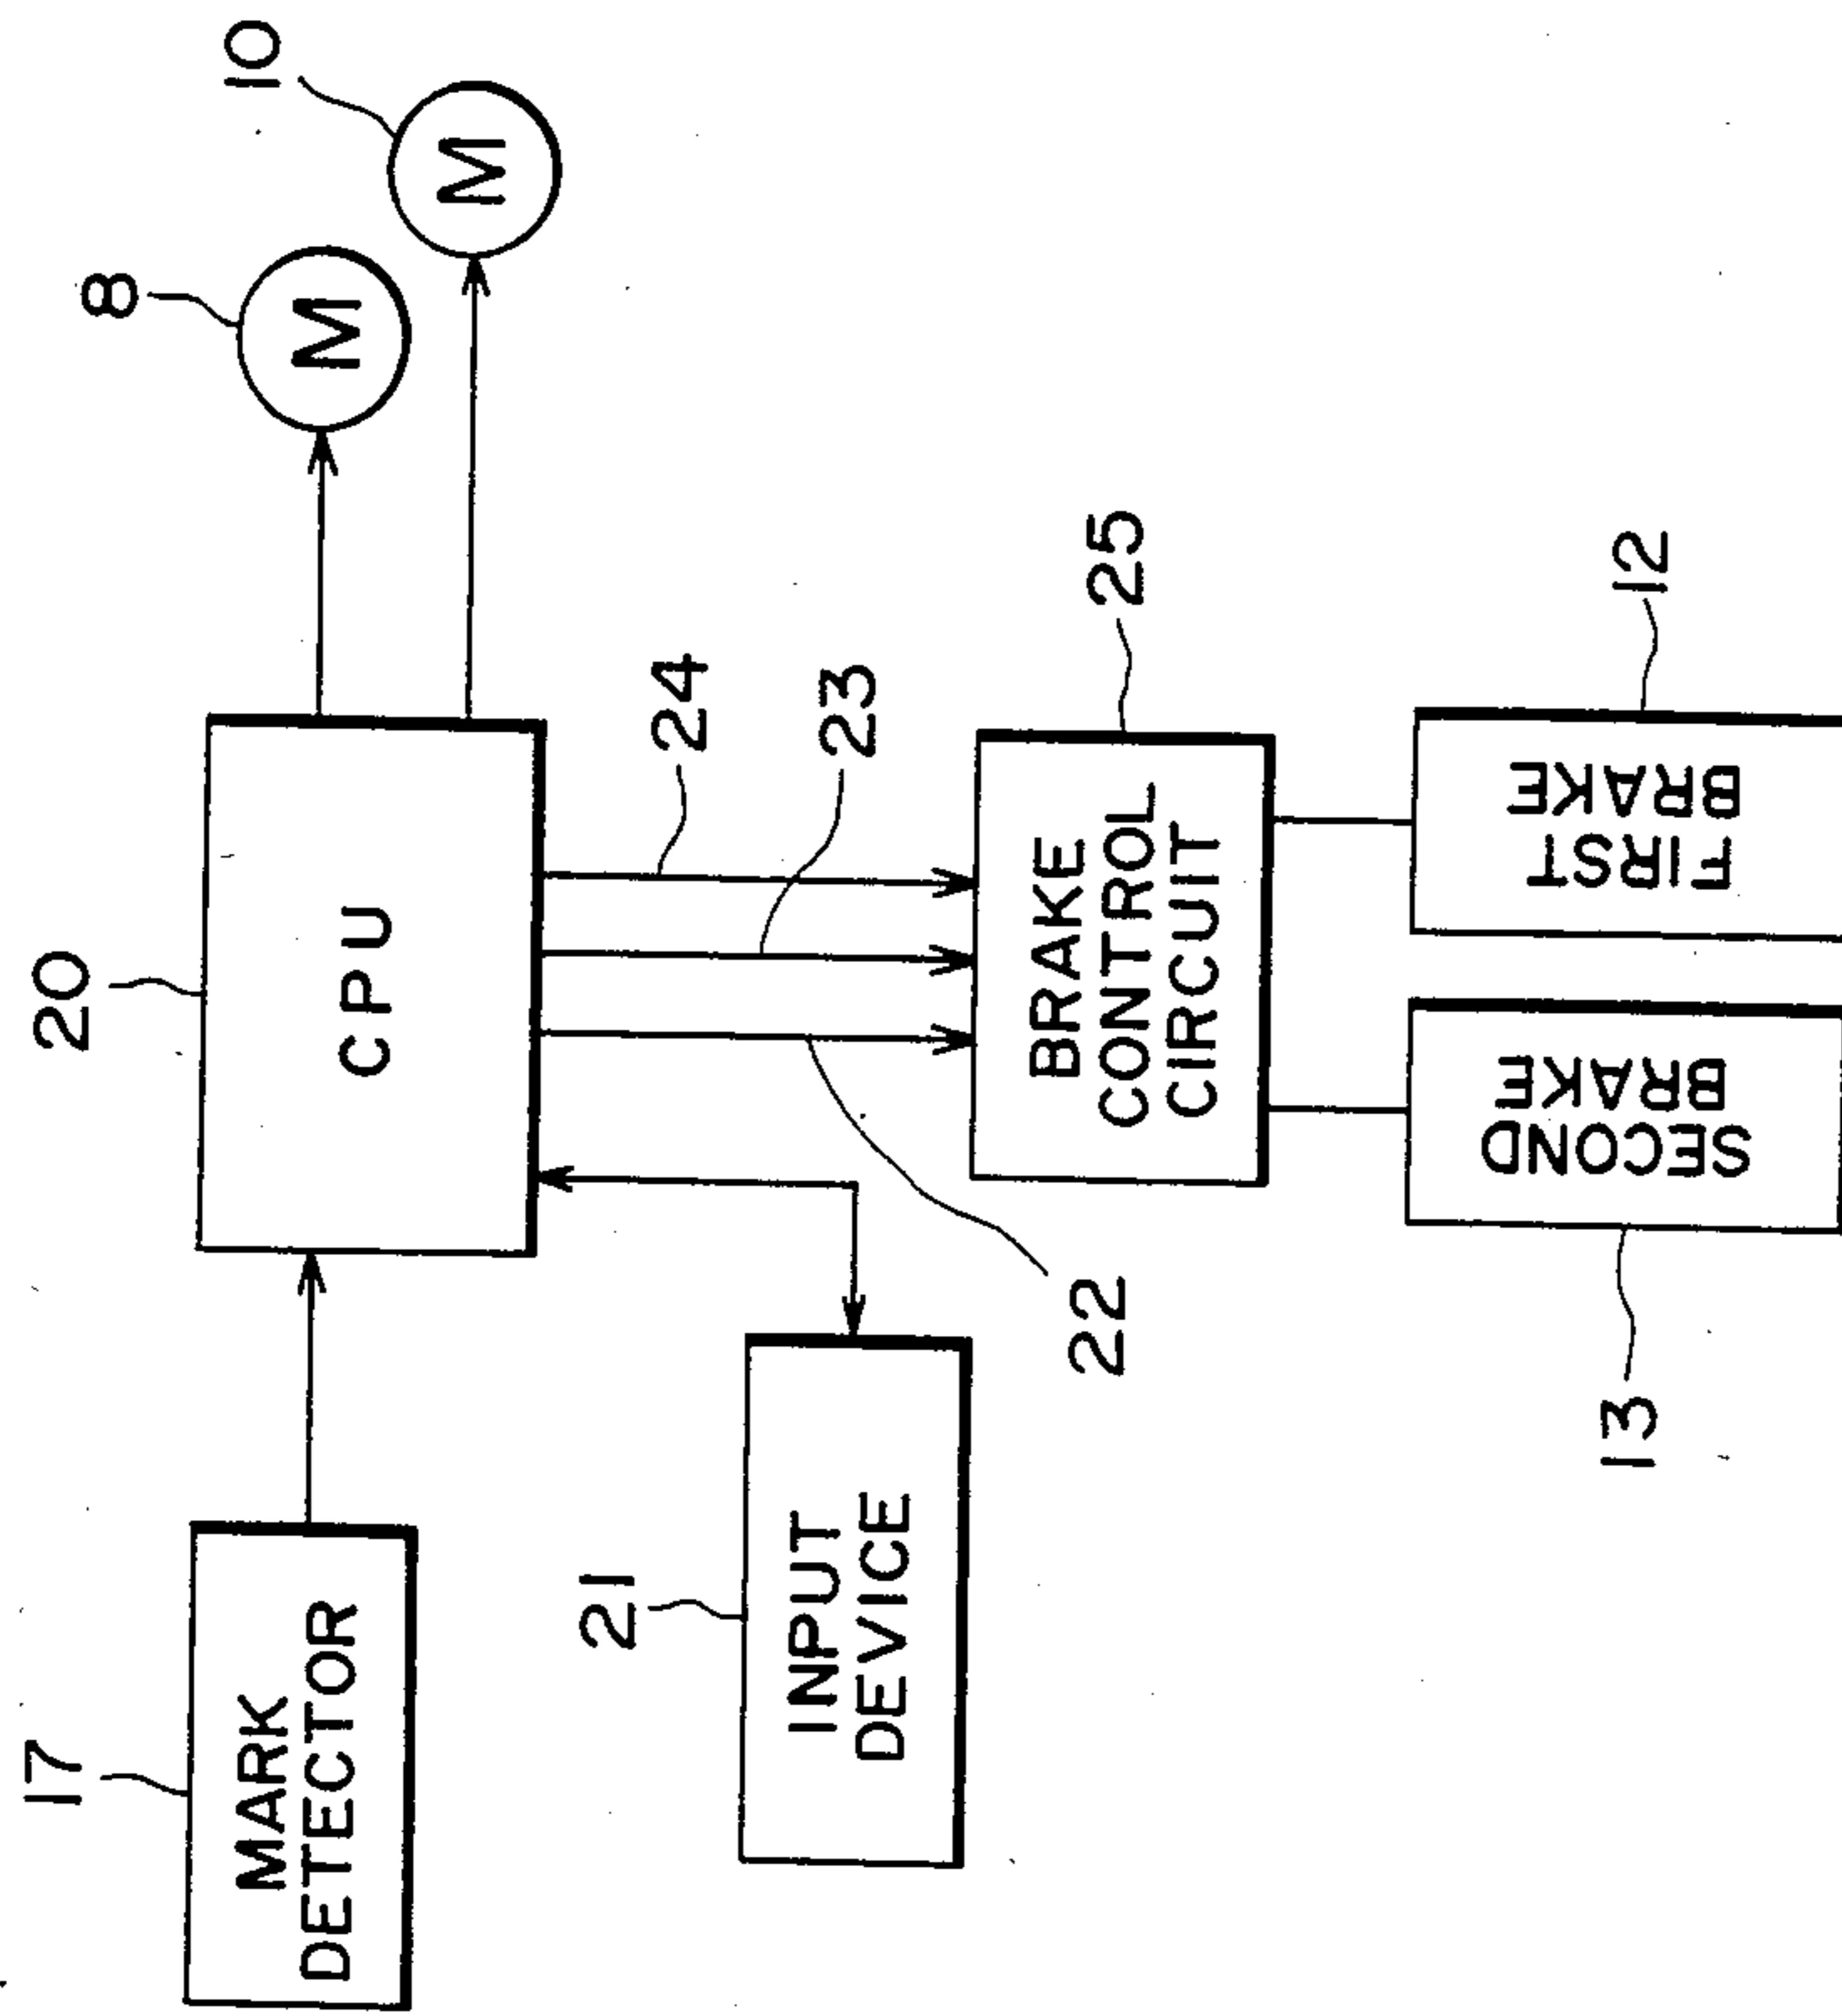 10
8
M
M
20
CPU
24
23
17
MARK
DETECTOR
21
INPUT
DEVICE
25
BRAKE
CONTROL
CIRCUIT
22
12
FIRST
BRAKE
13
SECOND
BRAKE